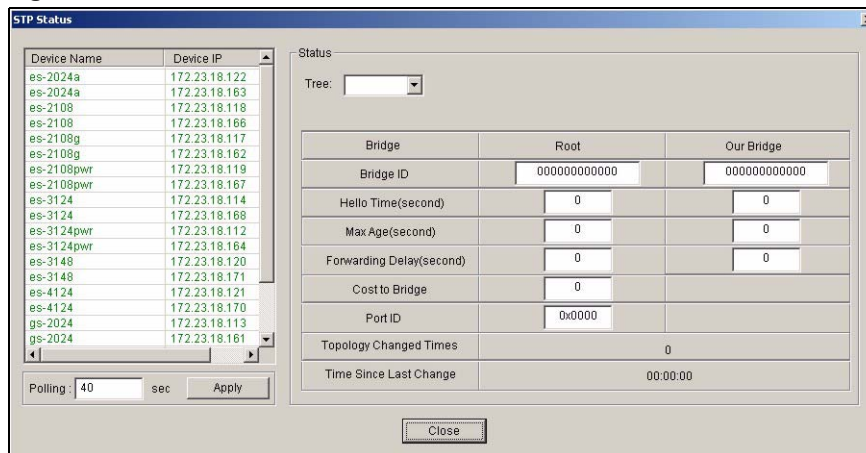 STP Status
Device Name Device IP
es-2024a 172.23.18.122
es-2024a 172.23.18.163
es-2108 172.23.18.118
es-2108 172.23.18.166
es-2108g 172.23.18.117
es-2108g 172.23.18.162
es-2108pwr 172.23.18.119
es-2108pwr 172.23.18.167
es-3124 172.23.18.114
es-3124 172.23.18.168
es-3124pwr 172.23.18.112
es-3124pwr 172.23.18.164
es-3148 172.23.18.120
es-3148 172.23.18.171
es-4124 172.23.18.121
es-4124 172.23.18.170
gs-2024 172.23.18.113
gs-2024 172.23.18.161
Polling : 40 sec Apply
Status
Tree:
Bridge Root Our Bridge
Bridge ID 000000000000 000000000000
Hello Time(second) 0 0
Max Age(second) 0 0
Forwarding Delay(second) 0 0
Cost to Bridge 0
Port ID 0x0000
Topology Changed Times 0
Time Since Last Change 00:00:00
Close